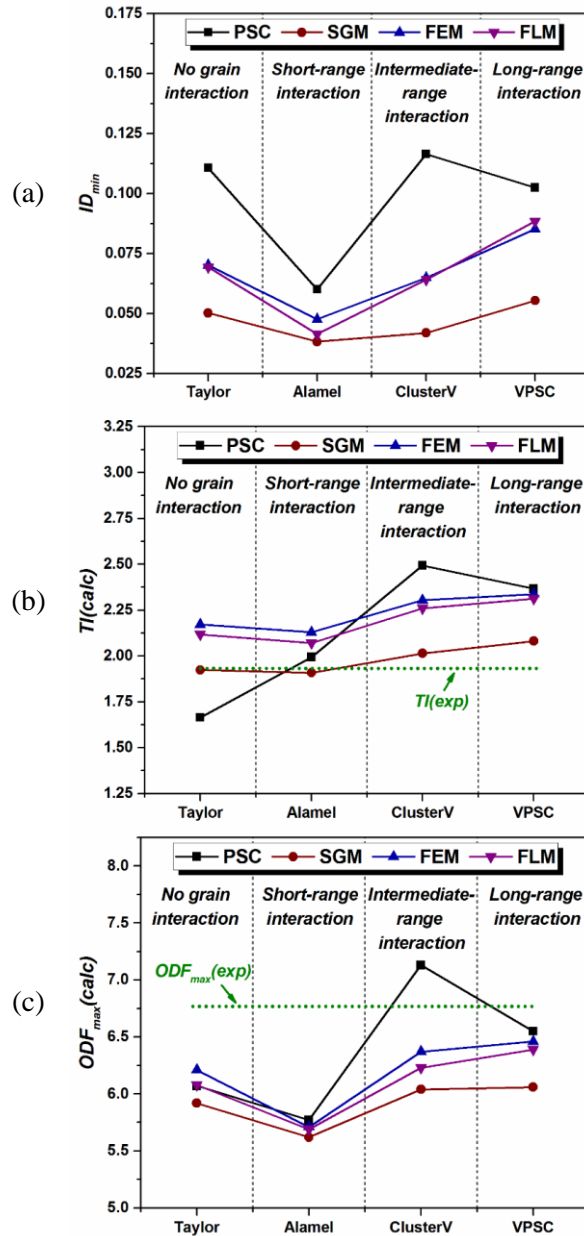 (a)
PSC SGM FEM FLM
No grain interaction
Short-range interaction
Intermediate-range interaction
Long-range interaction
ID_min
0.175
0.150
0.125
0.100
0.075
0.050
0.025
Taylor Alamel ClusterV VPSC
(b)
PSC SGM FEM FLM
No grain interaction
Short-range interaction
Intermediate-range interaction
Long-range interaction
TI(calc)
3.25
3.00
2.75
2.50
2.25
2.00
1.75
1.50
1.25
TI(exp)
Taylor Alamel ClusterV VPSC
(c)
PSC SGM FEM FLM
No grain interaction
Short-range interaction
Intermediate-range interaction
Long-range interaction
ODF_max(calc)
8.0
7.5
7.0
6.5
6.0
5.5
5.0
ODF_max(exp)
Taylor Alamel ClusterV VPSC